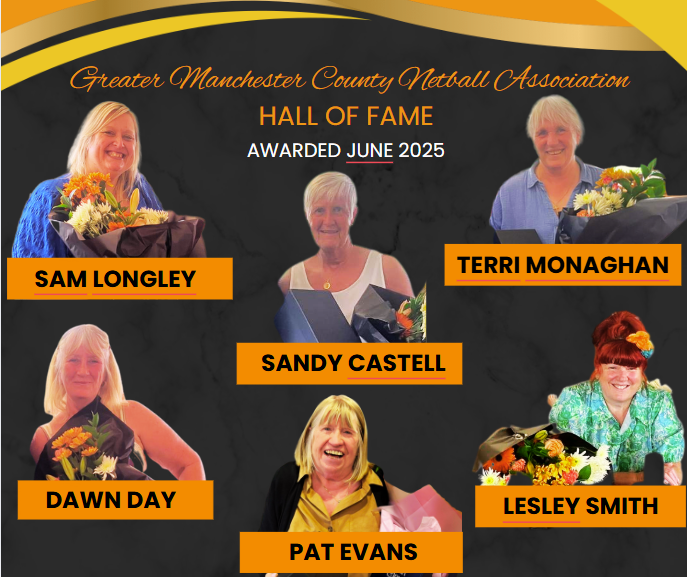 Greater Manchester County Netball Association
HALL OF FAME
AWARDED JUNE 2025
SAM LONGLEY
TERRI MONAGHAN
SANDY CASTELL
DAWN DAY
LESLEY SMITH
PAT EVANS